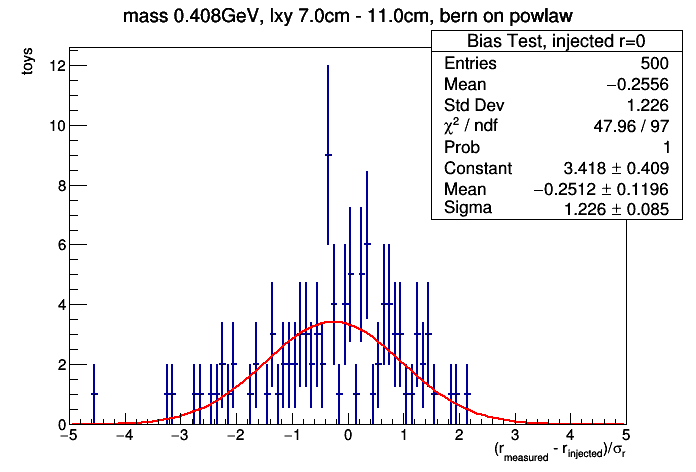 mass 0.408GeV, lxy 7.0cm - 11.0cm, bern on powlaw
Bias Test, injected r=0
Entries 500
Mean −0.2556
Std Dev 1.226
χ² / ndf 47.96 / 97
Prob 1
Constant 3.418 ± 0.409
Mean −0.2512 ± 0.1196
Sigma 1.226 ± 0.085
toys
12
10
8
6
4
2
0
−5 −4 −3 −2 −1 0 1 2 3 4 5
(r_measured - r_injected)/σ_r